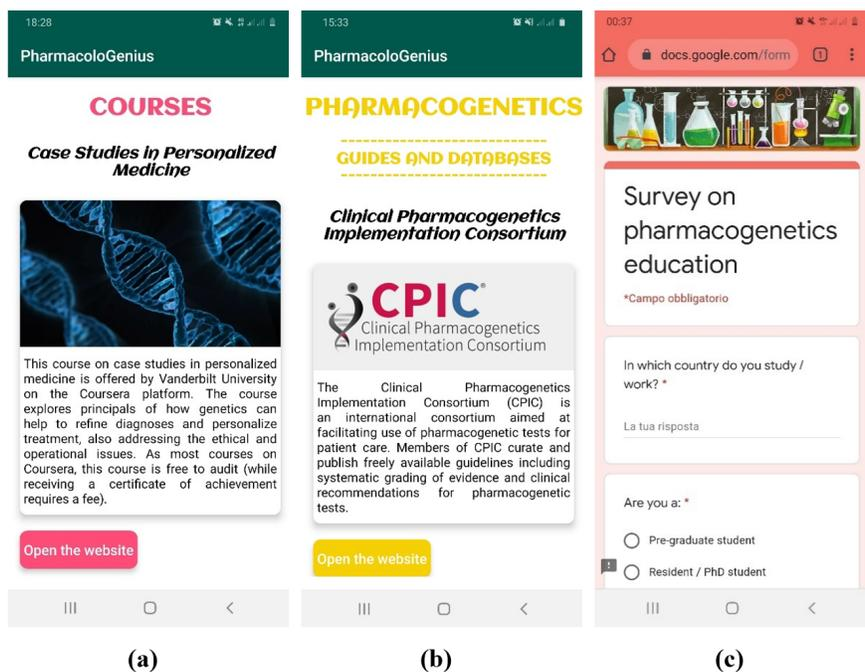 18:28
PharmacoloGenius
COURSES
Case Studies in Personalized
Medicine
This course on case studies in personalized
medicine is offered by Vanderbilt University
on the Coursera platform. The course
explores principals of how genetics can
help to refine diagnoses and personalize
treatment, also addressing the ethical and
operational issues. As most courses on
Coursera, this course is free to audit (while
receiving a certificate of achievement
requires a fee).
Open the website
(a)
15:33
PharmacoloGenius
PHARMACOGENETICS
GUIDES AND DATABASES
Clinical Pharmacogenetics
Implementation Consortium
CPIC®
Clinical Pharmacogenetics
Implementation Consortium
The Clinical Pharmacogenetics
Implementation Consortium (CPIC) is
an international consortium aimed at
facilitating use of pharmacogenetic tests for
patient care. Members of CPIC curate and
publish freely available guidelines including
systematic grading of evidence and clinical
recommendations for pharmacogenetic
tests.
Open the website
(b)
00:37
docs.google.com/form
1
Survey on
pharmacogenetics
education
*Campo obbligatorio
In which country do you study /
work? *
La tua risposta
Are you a: *
Pre-graduate student
Resident / PhD student
(c)